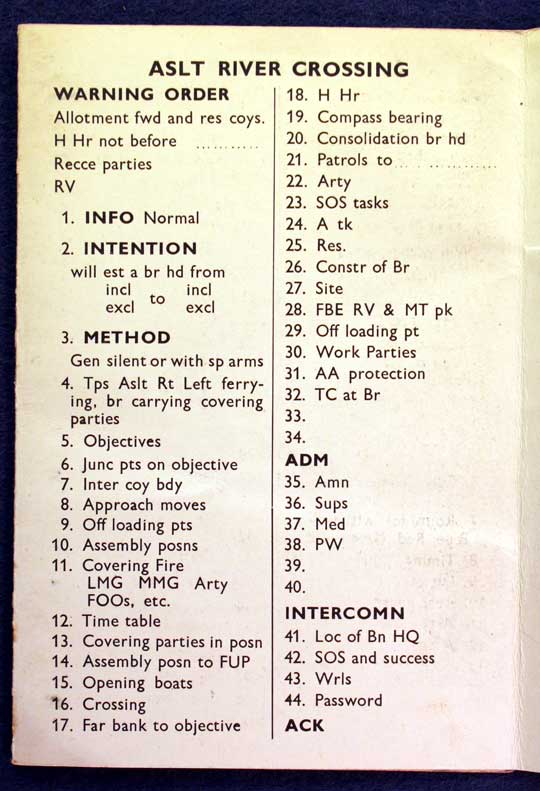 ASLT RIVER CROSSING
WARNING ORDER
Allotment fwd and res coys.
H Hr not before ...........
Recce parties
RV
1. INFO Normal
2. INTENTION
will est a br hd from
incl to incl
excl excl
3. METHOD
Gen silent or with sp arms
4. Tps Aslt Rt Left ferry-
ing, br carrying covering
parties
5. Objectives
6. Junc pts on objective
7. Inter coy bdy
8. Approach moves
9. Off loading pts
10. Assembly posns
11. Covering Fire
LMG MMG Arty
FOOs, etc.
12. Time table
13. Covering parties in posn
14. Assembly posn to FUP
15. Opening boats
16. Crossing
17. Far bank to objective
18. H Hr
19. Compass bearing
20. Consolidation br hd
21. Patrols to ................
22. Arty
23. SOS tasks
24. A tk
25. Res.
26. Constr of Br
27. Site
28. FBE RV & MT pk
29. Off loading pt
30. Work Parties
31. AA protection
32. TC at Br
33.
34.
ADM
35. Amn
36. Sups
37. Med
38. PW
39.
40.
INTERCOMN
41. Loc of Bn HQ
42. SOS and success
43. Wrls
44. Password
ACK